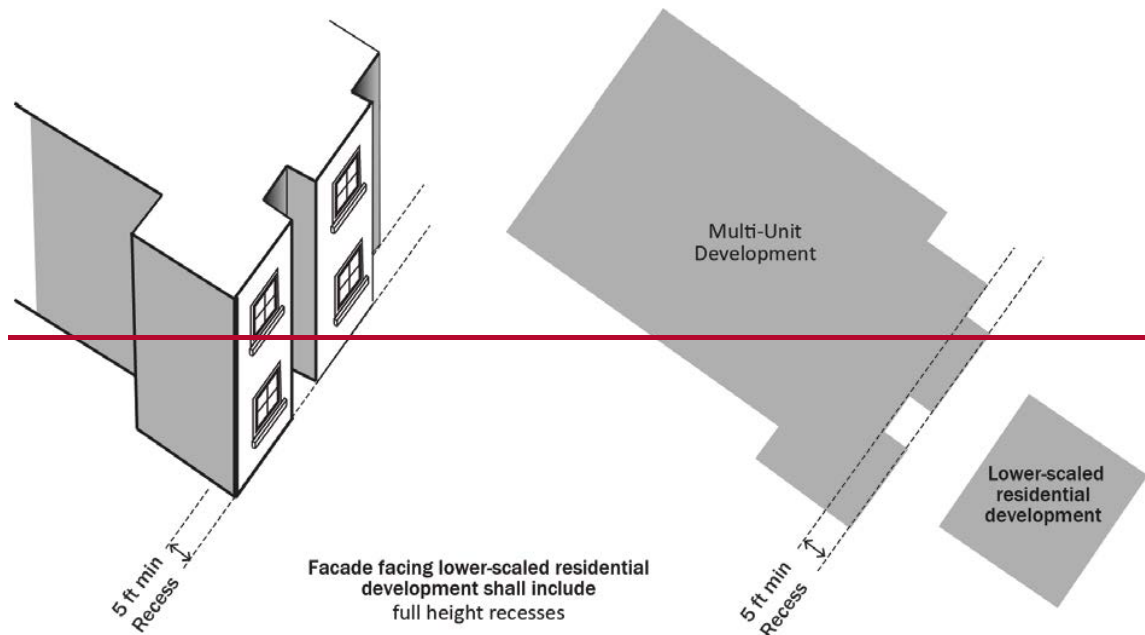 Multi-Unit
Development
Lower-scaled
residential
development
5 ft min
Recess
Facade facing lower-scaled residential
development shall include
full height recesses
5 ft min
Recess